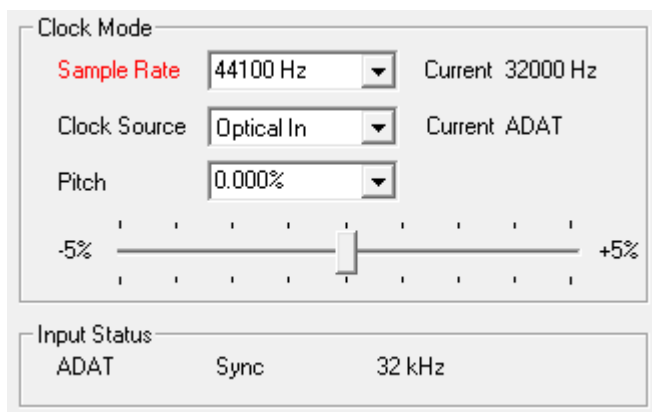 Clock Mode
Sample Rate 44100 Hz Current 32000 Hz
Clock Source Optical In Current ADAT
Pitch 0.000%
-5% +5%
Input Status
ADAT Sync 32 kHz